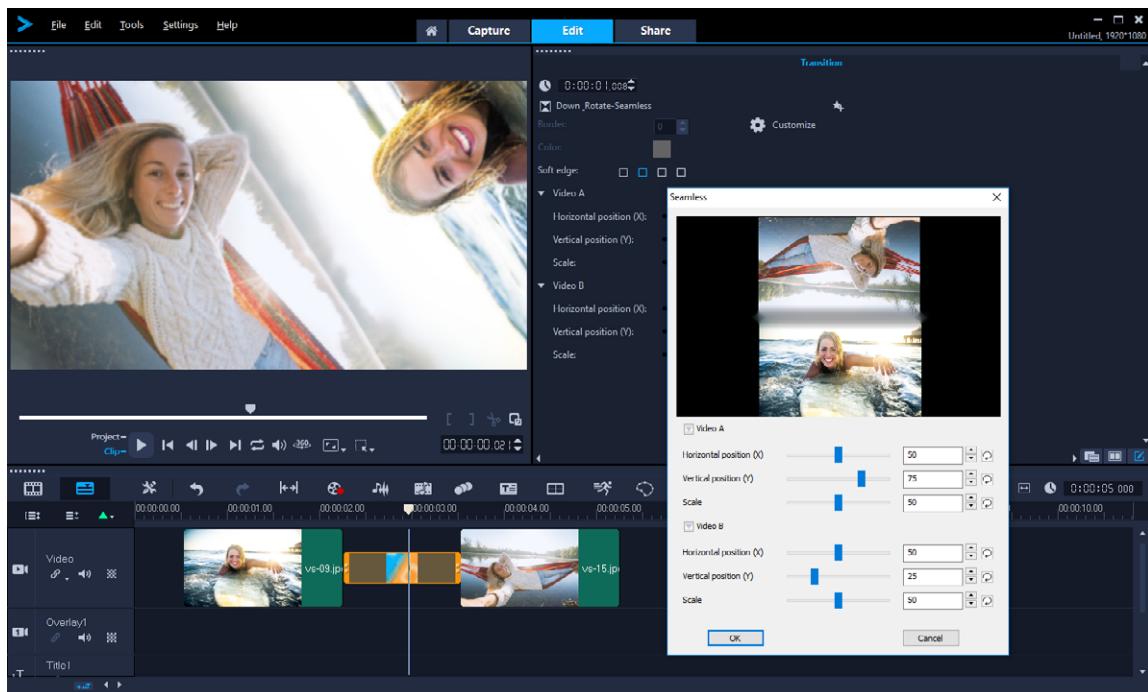 File Edit Tools Settings Help
Capture Edit Share
Untitled, 1920*1080
Transition
0:00:01.008
Down_Rotate-Seamless
Border: 0
Customize
Color:
Soft edge:
Video A
Horizontal position (X):
Vertical position (Y):
Scale:
Video B
Horizontal position (X):
Vertical position (Y):
Scale:
Seamless
Video A
Horizontal position (X) 50
Vertical position (Y) 75
Scale 50
Video B
Horizontal position (X) 50
Vertical position (Y) 25
Scale 50
OK Cancel
Project
Clip
00:00:00.021
0:00:05.000
00:00:00.00 00:00:01.00 00:00:02.00 00:00:03.00 00:00:04.00 00:00:05.00 00:00:10.00
Video
vs-09.jp
vs-15.jp
Overlay1
Title1